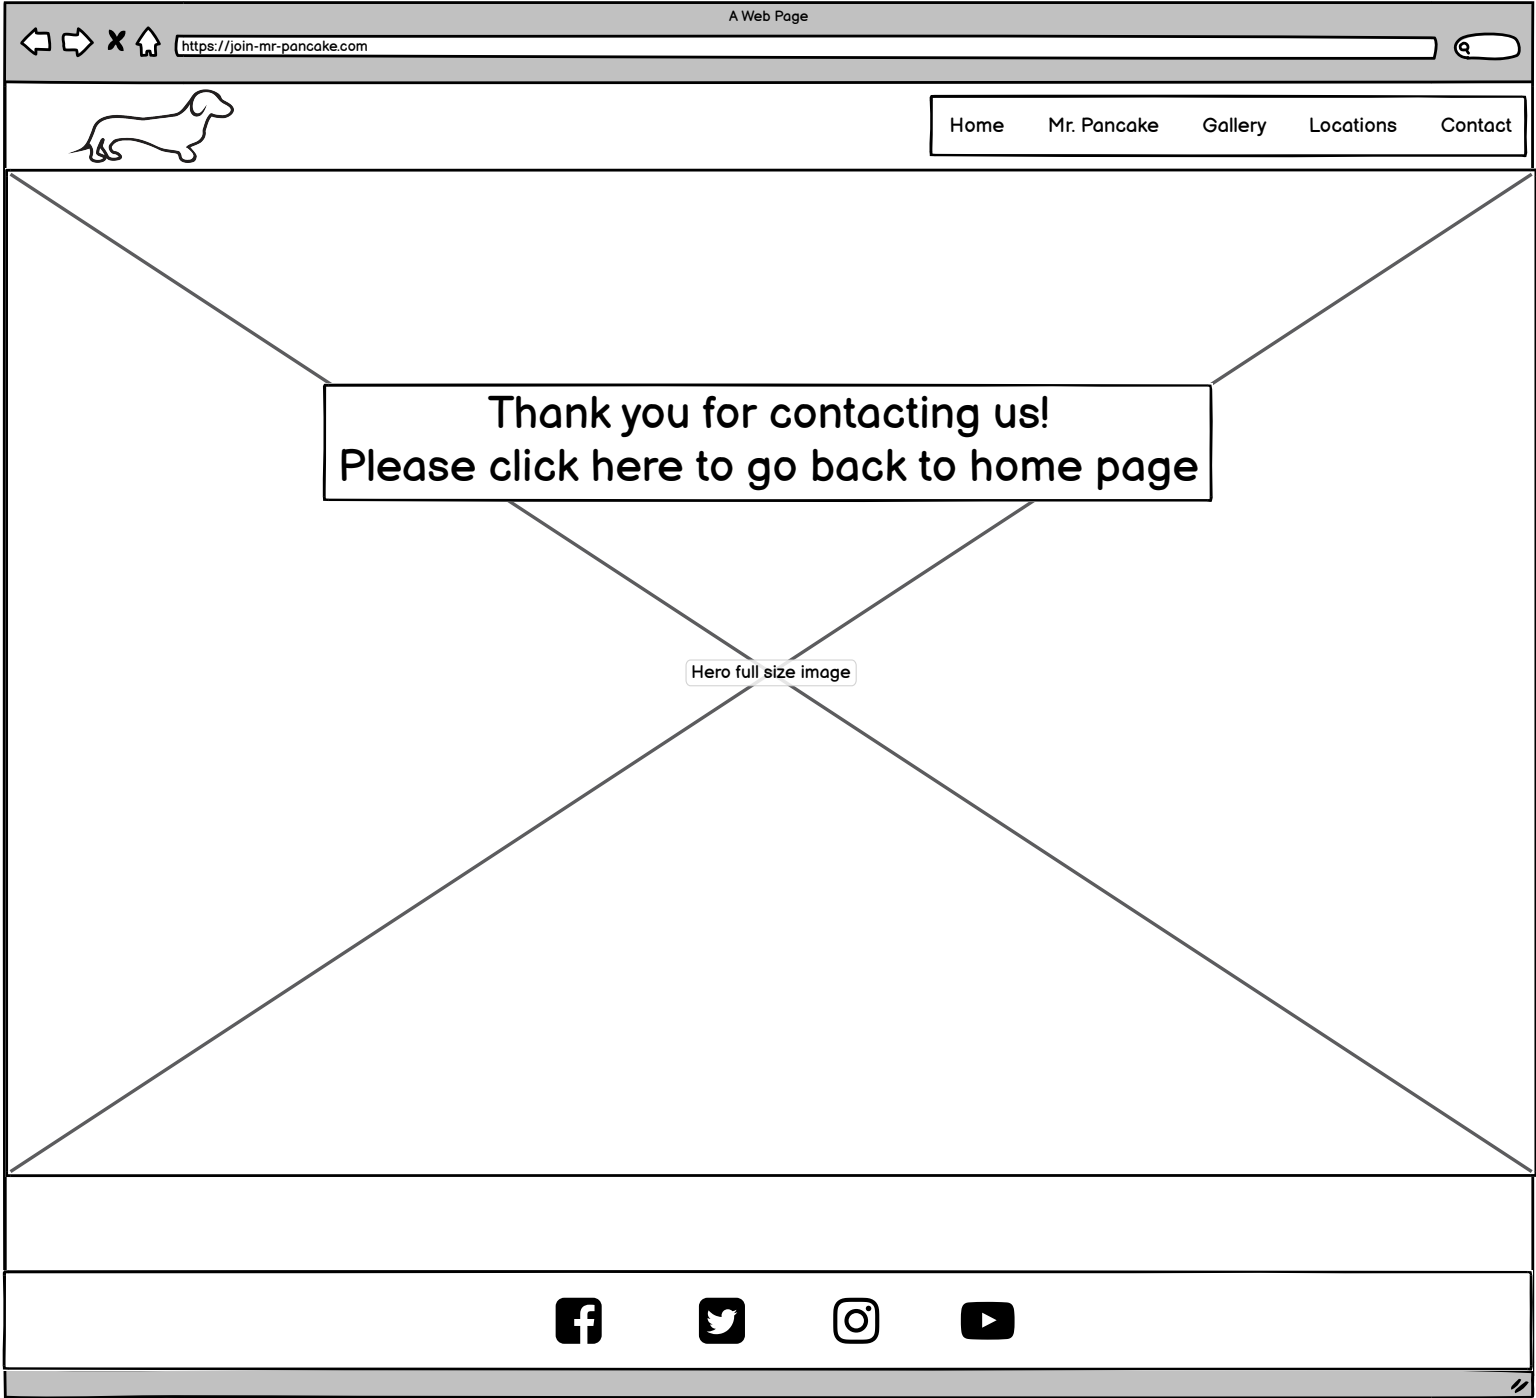 A Web Page
https://join-mr-pancake.com
Home Mr. Pancake Gallery Locations Contact
Thank you for contacting us!
Please click here to go back to home page
Hero full size image